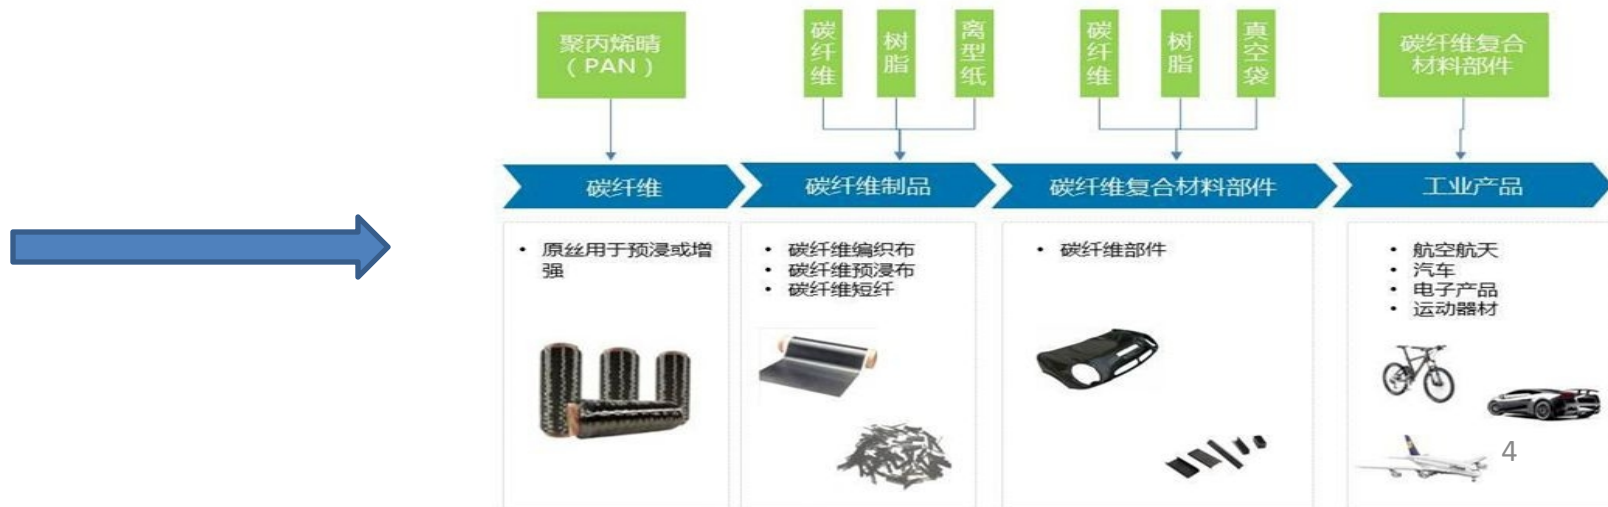 聚丙烯晴
（PAN）
碳纤维
树脂
离型纸
碳纤维
树脂
真空袋
碳纤维复合
材料部件
碳纤维
碳纤维制品
碳纤维复合材料部件
工业产品
• 原丝用于预浸或增
强
• 碳纤维编织布
• 碳纤维预浸布
• 碳纤维短纤
• 碳纤维部件
• 航空航天
• 汽车
• 电子产品
• 运动器材
4